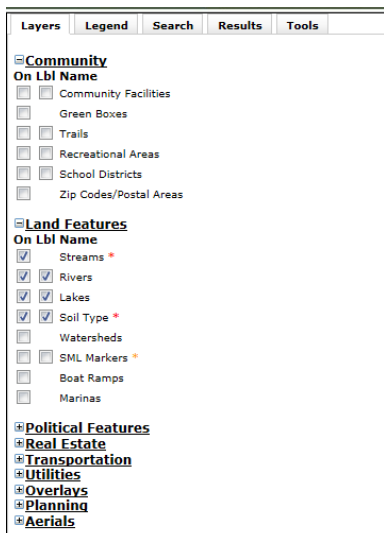 Layers Legend Search Results Tools
Community
On Lbl Name
Community Facilities
Green Boxes
Trails
Recreational Areas
School Districts
Zip Codes/Postal Areas
Land Features
On Lbl Name
Streams *
Rivers
Lakes
Soil Type *
Watersheds
SML Markers *
Boat Ramps
Marinas
Political Features
Real Estate
Transportation
Utilities
Overlays
Planning
Aerials